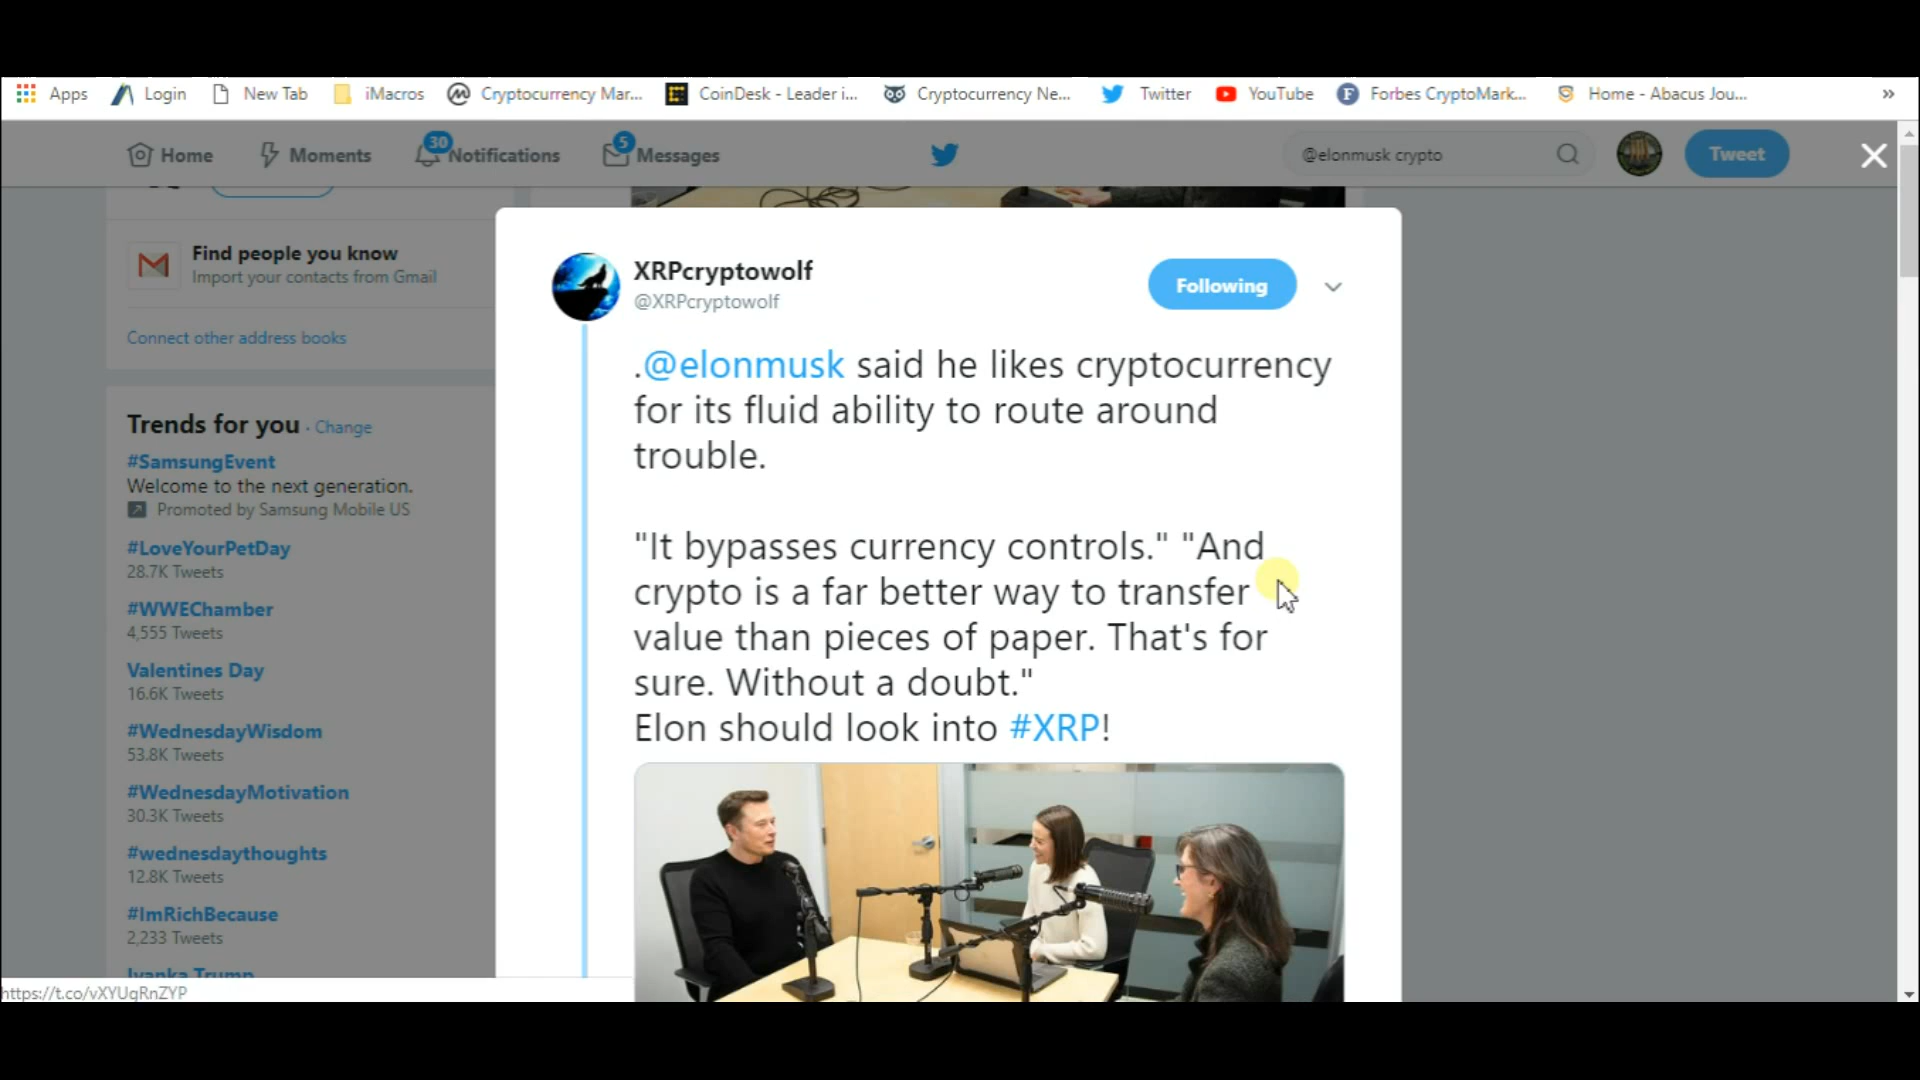 Apps Login New Tab iMacros Cryptocurrency Mar... CoinDesk - Leader i... Cryptocurrency Ne... Twitter YouTube Forbes CryptoMark... Home - Abacus Jou... »
Home Moments 30 Notifications 5 Messages @elonmusk crypto Tweet
Find people you know
Import your contacts from Gmail
Connect other address books
Trends for you · Change
#SamsungEvent
Welcome to the next generation.
Promoted by Samsung Mobile US
#LoveYourPetDay
28.7K Tweets
#WWEChamber
4,555 Tweets
Valentines Day
16.6K Tweets
#WednesdayWisdom
53.8K Tweets
#WednesdayMotivation
30.3K Tweets
#wednesdaythoughts
12.8K Tweets
#ImRichBecause
2,233 Tweets
Ivanka Trump
XRPcryptowolf
@XRPcryptowolf
Following
.@elonmusk said he likes cryptocurrency
for its fluid ability to route around
trouble.
"It bypasses currency controls." "And
crypto is a far better way to transfer
value than pieces of paper. That's for
sure. Without a doubt."
Elon should look into #XRP!
https://t.co/vXYUgRnZYP